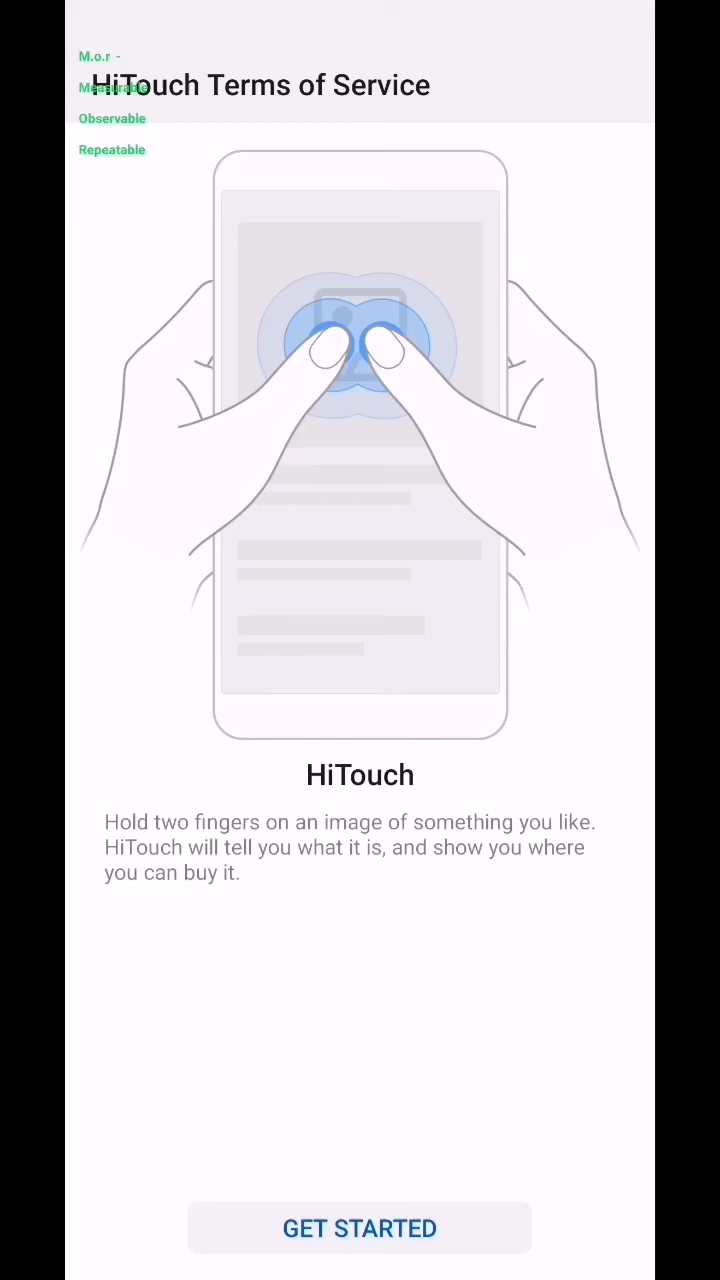 M.o.r -
HiTouch Terms of Service
Measurable
Observable
Repeatable
HiTouch
Hold two fingers on an image of something you like.
HiTouch will tell you what it is, and show you where
you can buy it.
GET STARTED